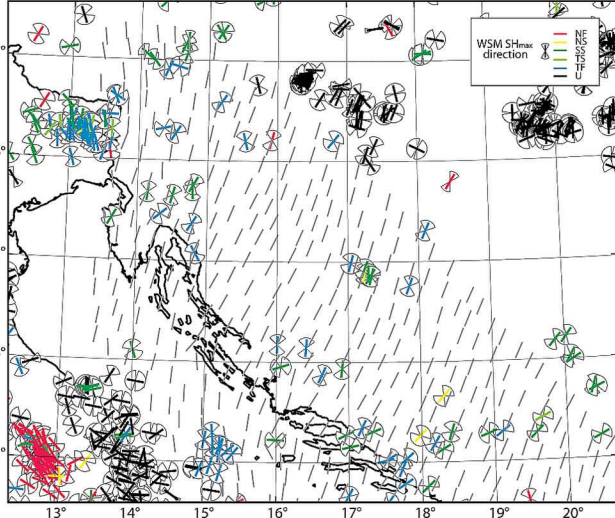 WSM SHmax
direction
NF
NS
SS
TS
TF
U
13° 14° 15° 16° 17° 18° 19° 20°